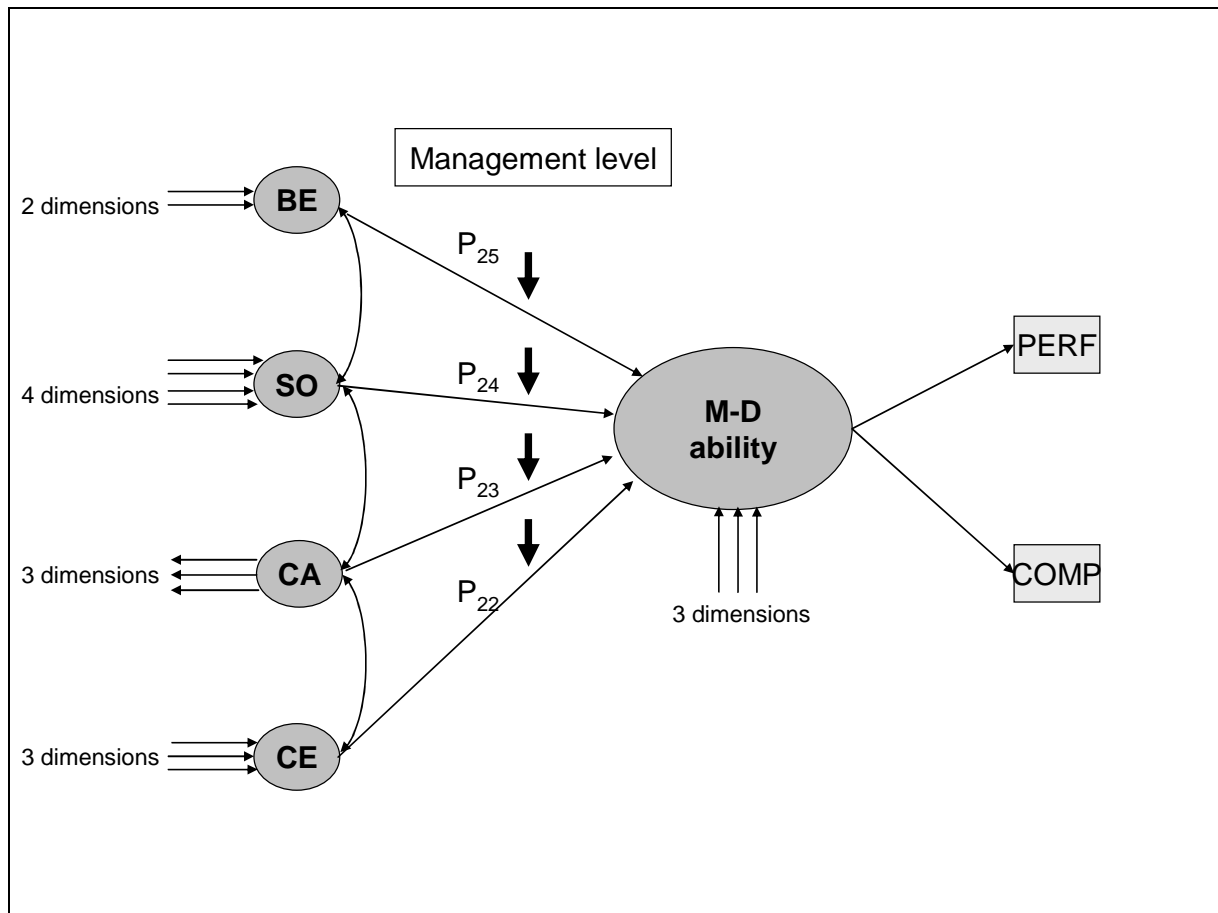 Management level
2 dimensions
BE
P25
PERF
4 dimensions
SO
P24
M-D
ability
P23
3 dimensions
CA
COMP
P22
3 dimensions
3 dimensions
CE